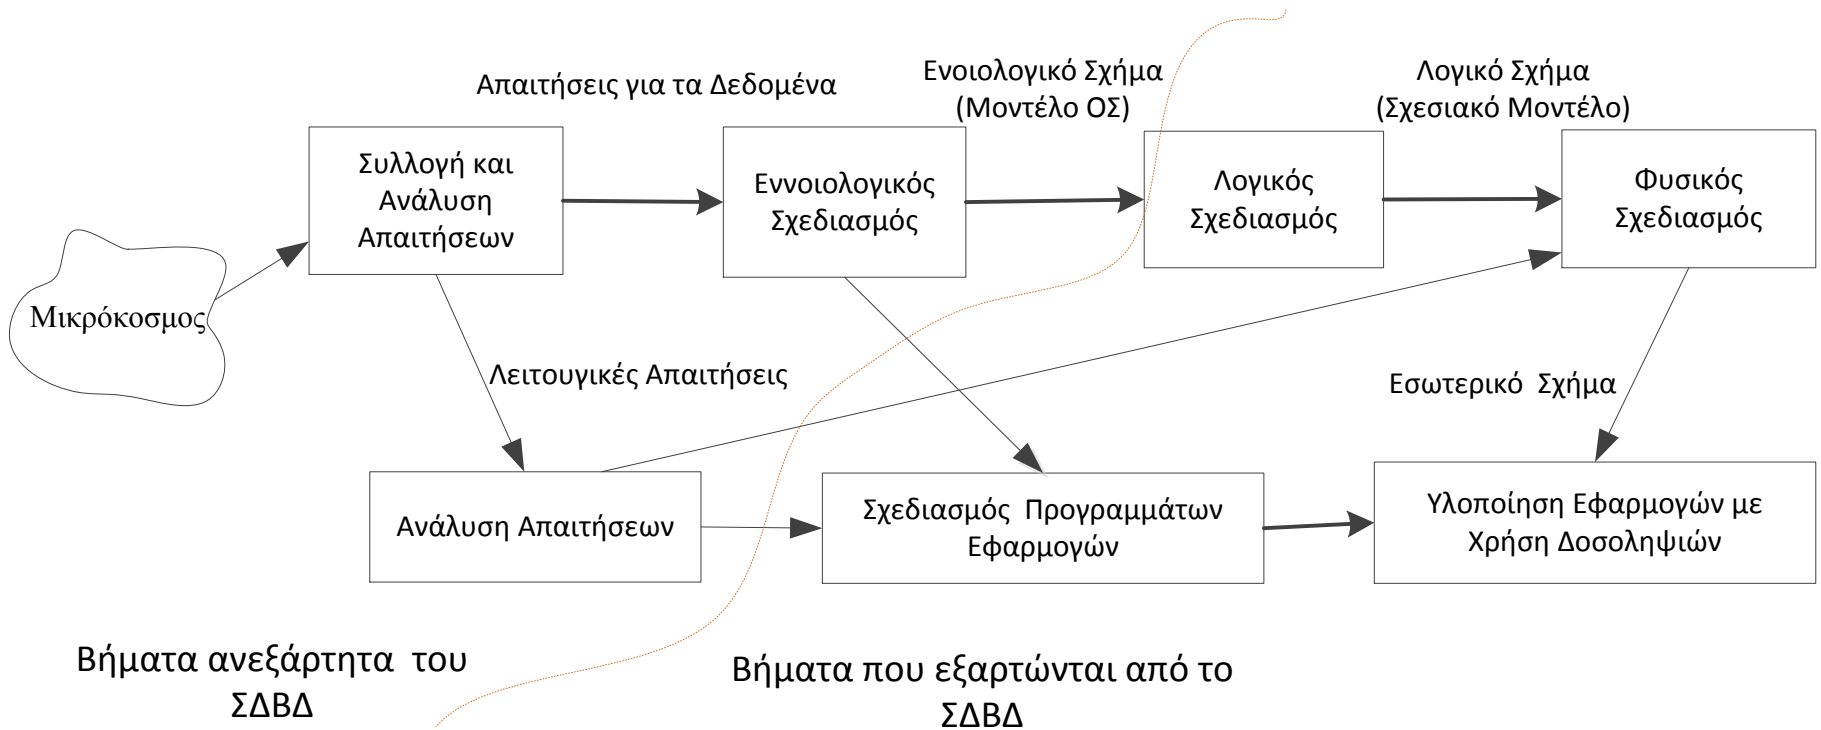 Απαιτήσεις για τα Δεδομένα
Ενοιολογικό Σχήμα
(Μοντέλο ΟΣ)
Λογικό Σχήμα
(Σχεσιακό Μοντέλο)
Συλλογή και
Ανάλυση
Απαιτήσεων
Εννοιολογικός
Σχεδιασμός
Λογικός
Σχεδιασμός
Φυσικός
Σχεδιασμός
Μικρόκοσμος
Λειτουγικές Απαιτήσεις
Εσωτερικό Σχήμα
Ανάλυση Απαιτήσεων
Σχεδιασμός Προγραμμάτων
Εφαρμογών
Υλοποίηση Εφαρμογών με
Χρήση Δοσοληψιών
Βήματα ανεξάρτητα του
ΣΔΒΔ
Βήματα που εξαρτώνται από το
ΣΔΒΔ